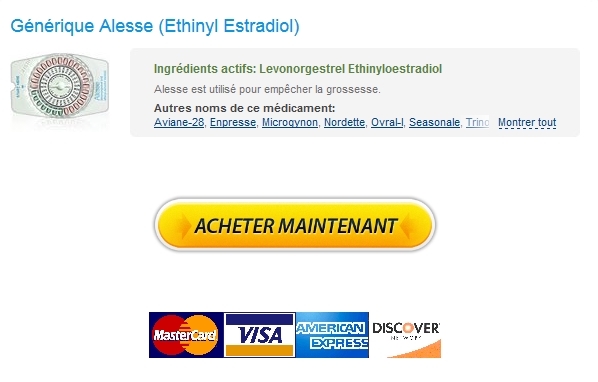 Générique Alesse (Ethinyl Estradiol)
Ingrédients actifs: Levonorgestrel Ethinyloestradiol
Alesse est utilisé pour empêcher la grossesse.
Autres noms de ce médicament:
Aviane-28, Enpresse, Microgynon, Nordette, Ovral-l, Seasonale, Montrer tout
ACHETER MAINTENANT
MasterCard VISA AMERICAN EXPRESS DISCOVER NETWORK